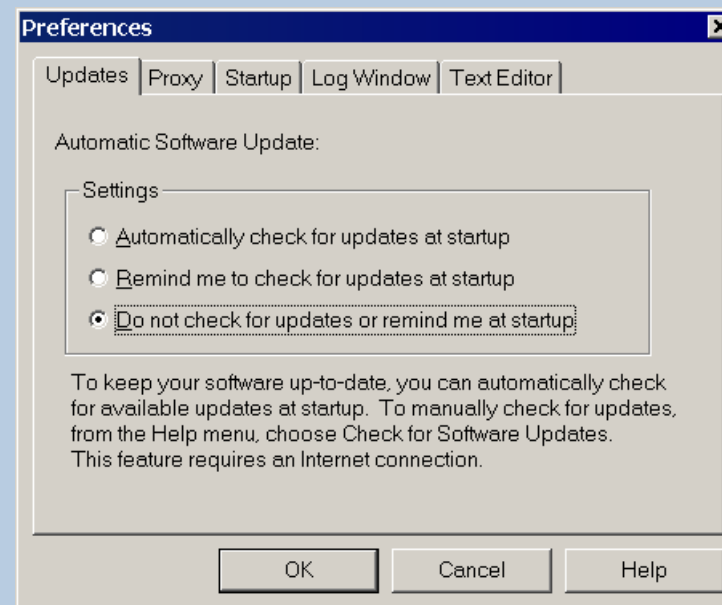 Preferences
Updates Proxy Startup Log Window Text Editor
Automatic Software Update:
Settings
Automatically check for updates at startup
Remind me to check for updates at startup
Do not check for updates or remind me at startup
To keep your software up-to-date, you can automatically check
for available updates at startup. To manually check for updates,
from the Help menu, choose Check for Software Updates.
This feature requires an Internet connection.
OK Cancel Help